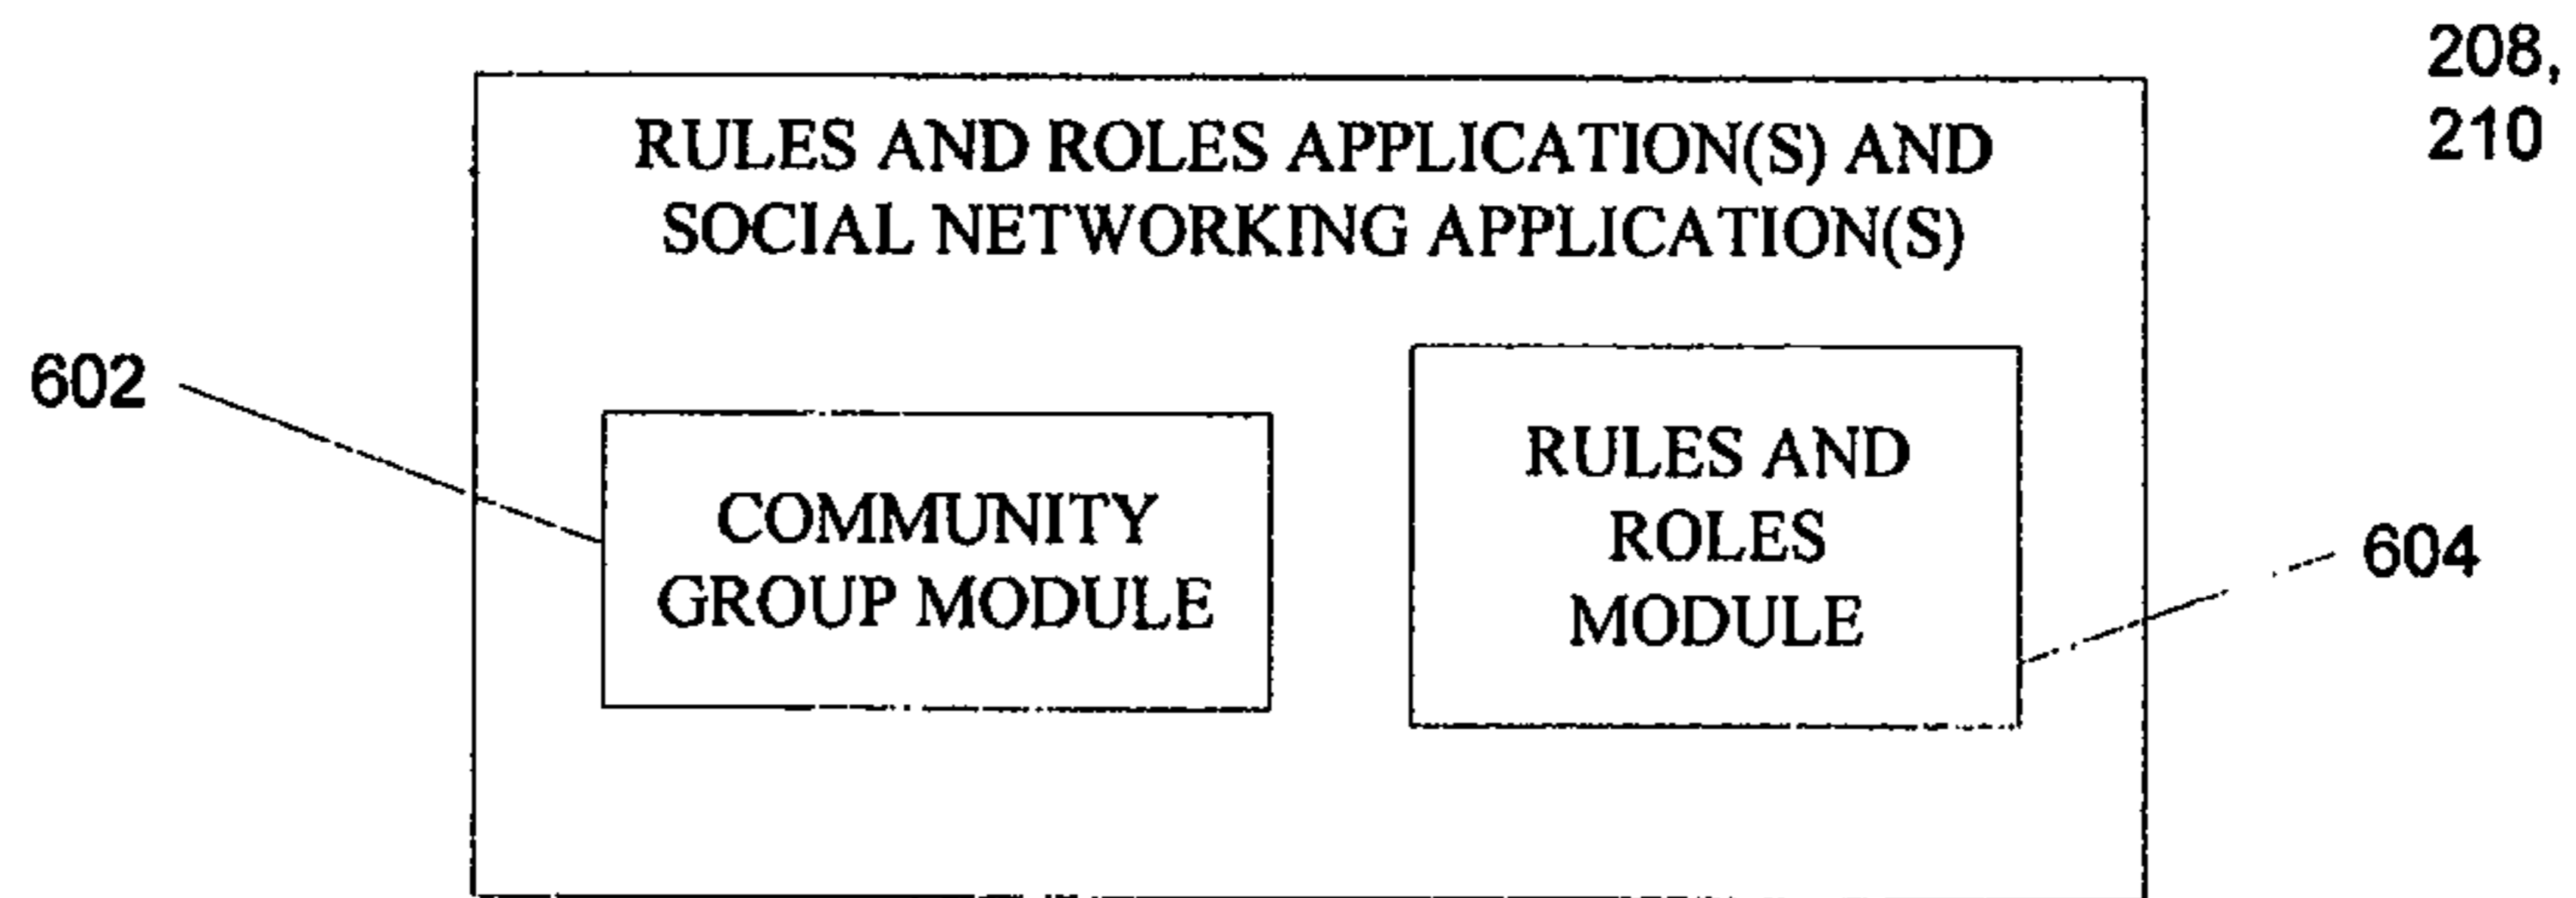 208,
210
RULES AND ROLES APPLICATION(S) AND
SOCIAL NETWORKING APPLICATION(S)
602
COMMUNITY
GROUP MODULE
RULES AND
ROLES
MODULE
604